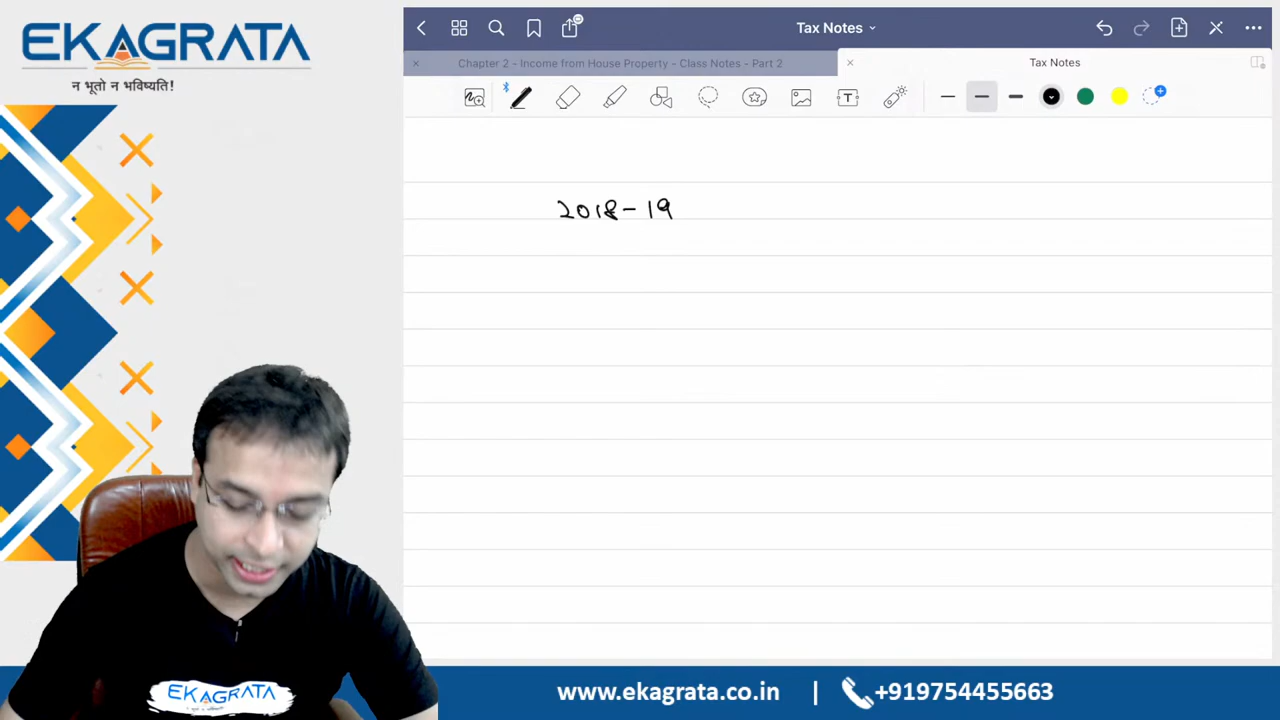 EKAGRATA
न भूतो न भविष्यति!
Tax Notes
Chapter 2 - Income from House Property - Class Notes - Part 2
Tax Notes
2018-19
EKAGRATA
www.ekagrata.co.in | +919754455663